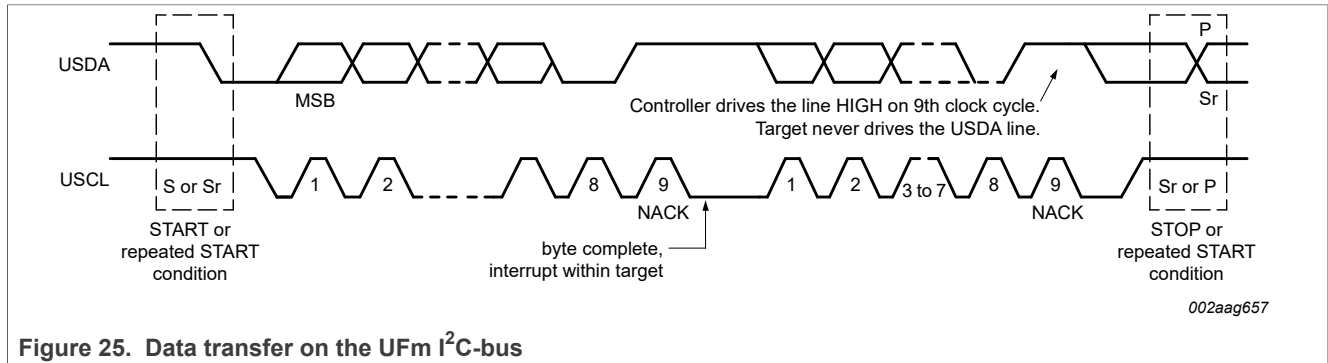 P
USDA
MSB
Controller drives the line HIGH on 9th clock cycle.
Target never drives the USDA line.
Sr
USCL
S or Sr
1
2
8
9
NACK
1
2
3 to 7
8
9
NACK
Sr or P
START or
repeated START
condition
byte complete,
interrupt within target
STOP or
repeated START
condition
002aag657
Figure 25. Data transfer on the UFm I²C-bus